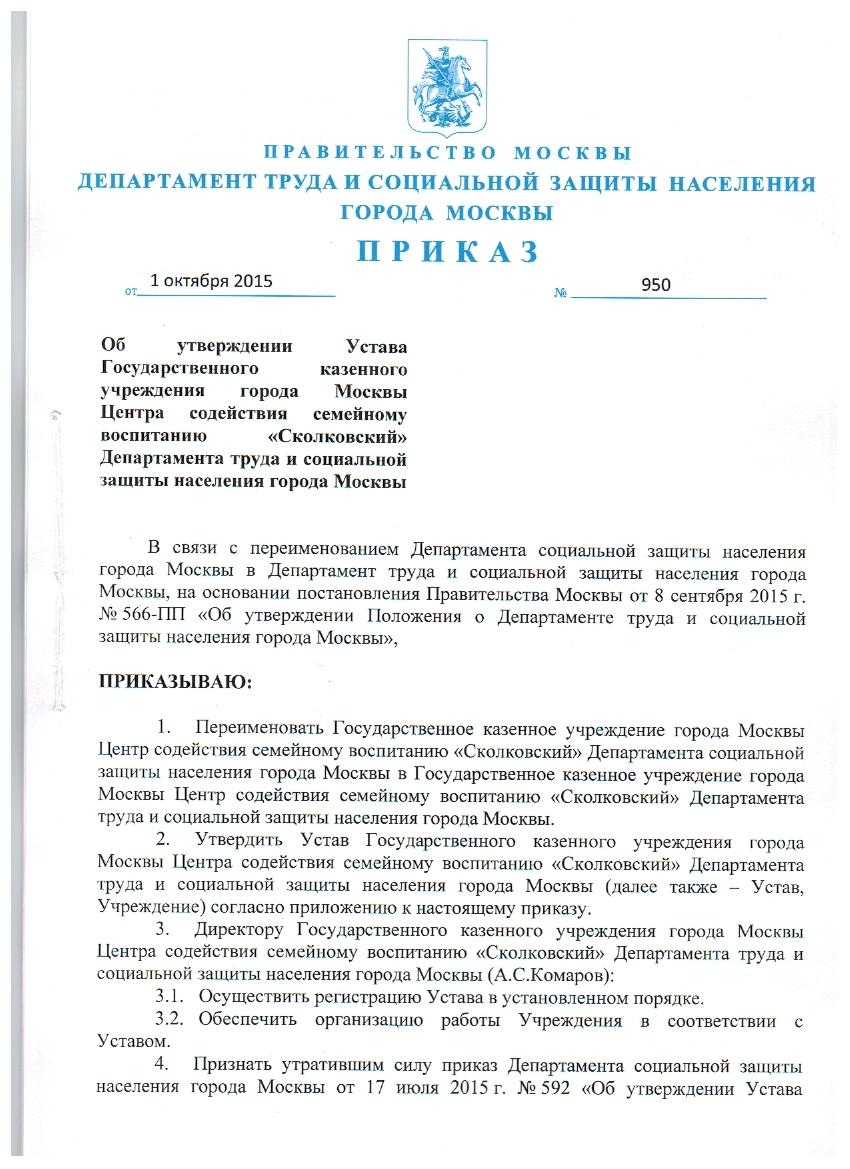 ПРАВИТЕЛЬСТВО МОСКВЫ
ДЕПАРТАМЕНТ ТРУДА И СОЦИАЛЬНОЙ ЗАЩИТЫ НАСЕЛЕНИЯ
ГОРОДА МОСКВЫ
ПРИКАЗ
от 1 октября 2015 № 950
Об утверждении Устава
Государственного казенного
учреждения города Москвы
Центра содействия семейному
воспитанию «Сколковский»
Департамента труда и социальной
защиты населения города Москвы
В связи с переименованием Департамента социальной защиты населения
города Москвы в Департамент труда и социальной защиты населения города
Москвы, на основании постановления Правительства Москвы от 8 сентября 2015 г.
№ 566-ПП «Об утверждении Положения о Департаменте труда и социальной
защиты населения города Москвы»,
ПРИКАЗЫВАЮ:
1. Переименовать Государственное казенное учреждение города Москвы
Центр содействия семейному воспитанию «Сколковский» Департамента социальной
защиты населения города Москвы в Государственное казенное учреждение города
Москвы Центр содействия семейному воспитанию «Сколковский» Департамента
труда и социальной защиты населения города Москвы.
2. Утвердить Устав Государственного казенного учреждения города
Москвы Центра содействия семейному воспитанию «Сколковский» Департамента
труда и социальной защиты населения города Москвы (далее также – Устав,
Учреждение) согласно приложению к настоящему приказу.
3. Директору Государственного казенного учреждения города Москвы
Центра содействия семейному воспитанию «Сколковский» Департамента труда и
социальной защиты населения города Москвы (А.С.Комаров):
3.1. Осуществить регистрацию Устава в установленном порядке.
3.2. Обеспечить организацию работы Учреждения в соответствии с
Уставом.
4. Признать утратившим силу приказ Департамента социальной защиты
населения города Москвы от 17 июля 2015 г. № 592 «Об утверждении Устава